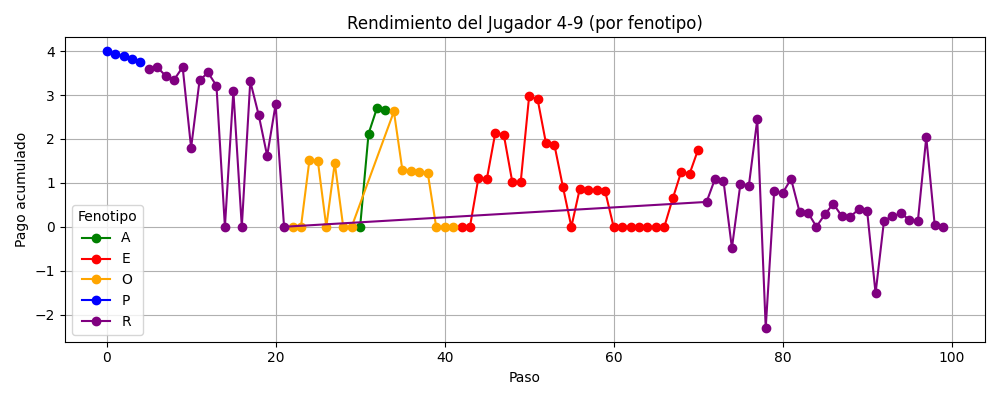 Rendimiento del Jugador 4-9 (por fenotipo)
Pago acumulado
4
3
2
1
0
−1
−2
Fenotipo
A
E
O
P
R
0 20 40 60 80 100
Paso